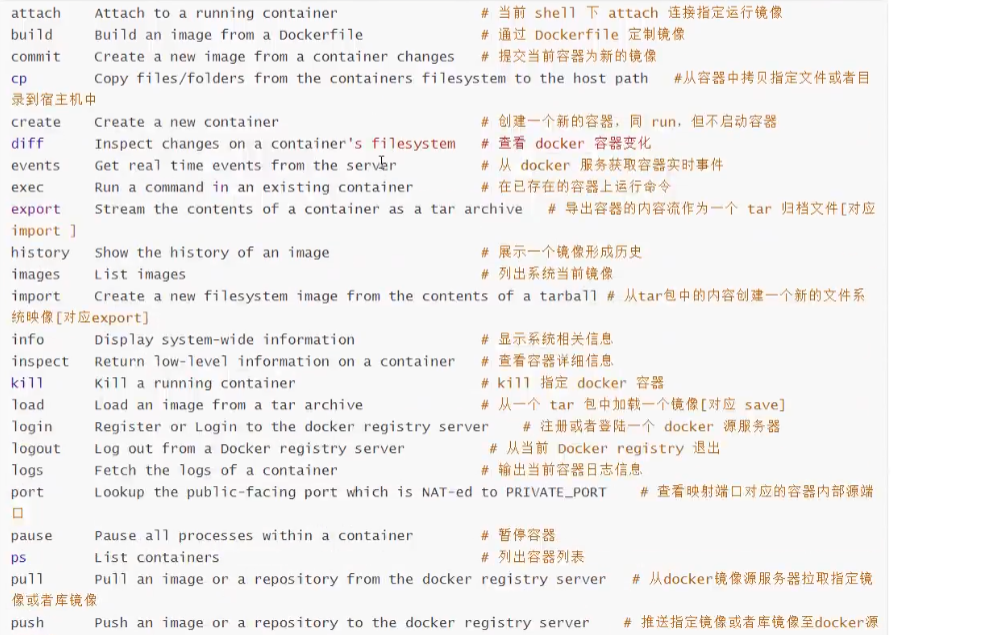 attach    Attach to a running container    # 当前 shell 下 attach 连接指定运行镜像
build    Build an image from a Dockerfile    # 通过 Dockerfile 定制镜像
commit    Create a new image from a container changes    # 提交当前容器为新的镜像
cp    Copy files/folders from the containers filesystem to the host path    #从容器中拷贝指定文件或者目
录到宿主机中
create    Create a new container    # 创建一个新的容器，同 run，但不启动容器
diff    Inspect changes on a container's filesystem    # 查看 docker 容器变化
events    Get real time events from the server    # 从 docker 服务获取容器实时事件
exec    Run a command in an existing container    # 在已存在的容器上运行命令
export    Stream the contents of a container as a tar archive    # 导出容器的内容流作为一个 tar 归档文件[对应
import ]
history    Show the history of an image    # 展示一个镜像形成历史
images    List images    # 列出系统当前镜像
import    Create a new filesystem image from the contents of a tarball # 从tar包中的内容创建一个新的文件系
统映像[对应export]
info    Display system-wide information    # 显示系统相关信息
inspect    Return low-level information on a container    # 查看容器详细信息
kill    Kill a running container    # kill 指定 docker 容器
load    Load an image from a tar archive    # 从一个 tar 包中加载一个镜像[对应 save]
login    Register or Login to the docker registry server    # 注册或者登陆一个 docker 源服务器
logout    Log out from a Docker registry server    # 从当前 Docker registry 退出
logs    Fetch the logs of a container    # 输出当前容器日志信息
port    Lookup the public-facing port which is NAT-ed to PRIVATE_PORT    # 查看映射端口对应的容器内部源端
口
pause    Pause all processes within a container    # 暂停容器
ps    List containers    # 列出容器列表
pull    Pull an image or a repository from the docker registry server    # 从docker镜像源服务器拉取指定镜
像或者库镜像
push    Push an image or a repository to the docker registry server    # 推送指定镜像或者库镜像至docker源